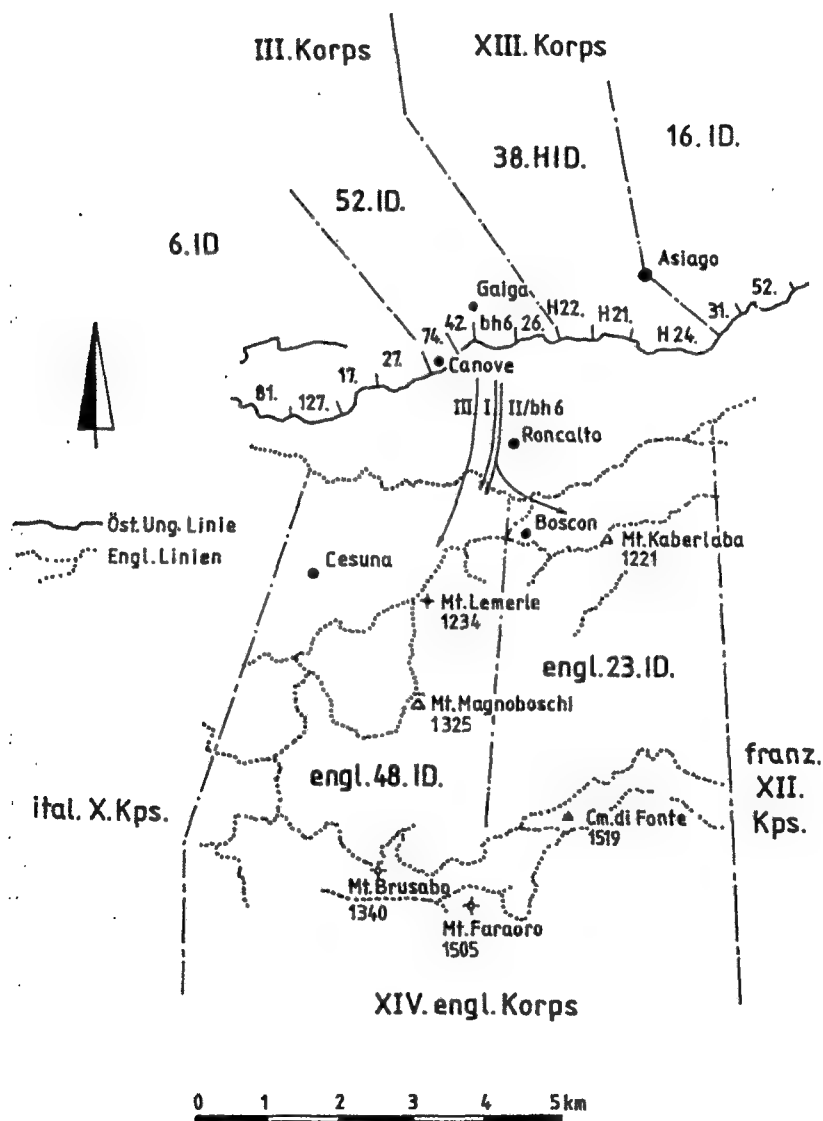 III. Korps
XIII. Korps
16. ID.
38. HID.
52. ID.
6. ID
Asiago
Gaiga
52.
31.
H22.
H21.
H 24.
74.
42.
bh6
26.
Canove
27.
17.
81.
127.
III.
I.
II/bh 6
Roncalto
Öst. Ung. Linie
Engl. Linien
Boscon
Mt. Kaberlaba
1221
Cesuna
Mt. Lemerle
1234
engl. 23. ID.
Mt. Magnoboschi
1325
engl. 48. ID.
franz.
XII.
Kps.
ital. X. Kps.
Cm. di Fonte
1519
Mt. Brusabo
1340
Mt. Faraoro
1505
XIV. engl. Korps
0 1 2 3 4 5 km